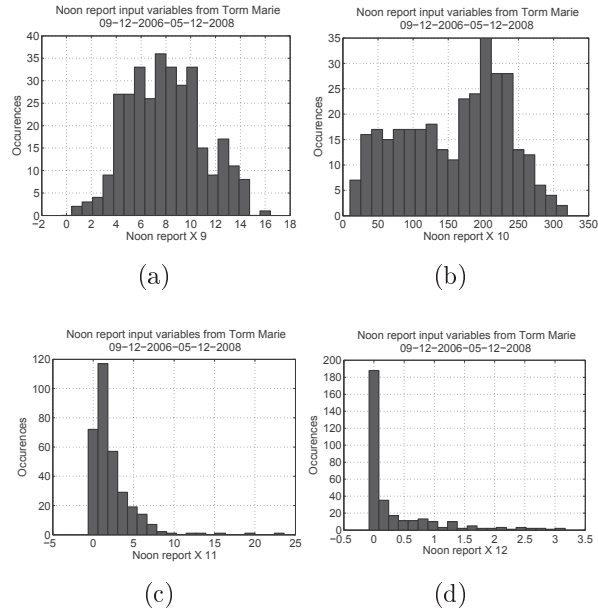 Noon report input variables from Torm Marie
09−12−2006−05−12−2008
Occurences
40
35
30
25
20
15
10
5
0
−2 0 2 4 6 8 10 12 14 16 18
Noon report X 9
(a)
Noon report input variables from Torm Marie
09−12−2006−05−12−2008
Occurences
35
30
25
20
15
10
5
0
0 50 100 150 200 250 300 350
Noon report X 10
(b)
Noon report input variables from Torm Marie
09−12−2006−05−12−2008
Occurences
120
100
80
60
40
20
0
−5 0 5 10 15 20 25
Noon report X 11
(c)
Noon report input variables from Torm Marie
09−12−2006−05−12−2008
Occurences
200
180
160
140
120
100
80
60
40
20
0
−0.5 0 0.5 1 1.5 2 2.5 3 3.5
Noon report X 12
(d)